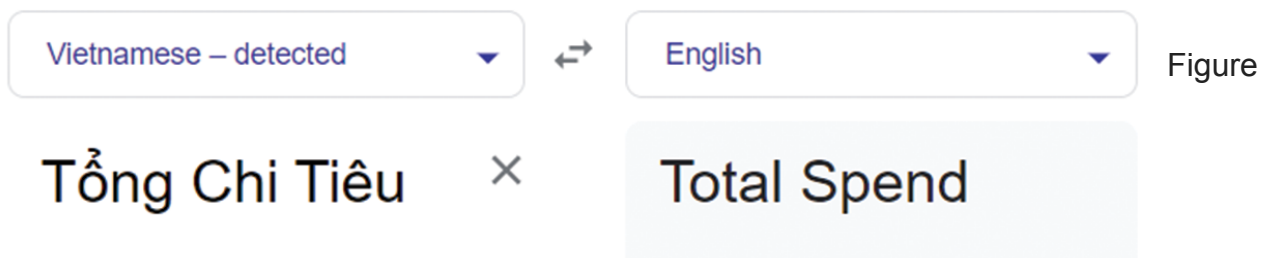 Vietnamese – detected
English
Figure
Tổng Chi Tiêu
Total Spend